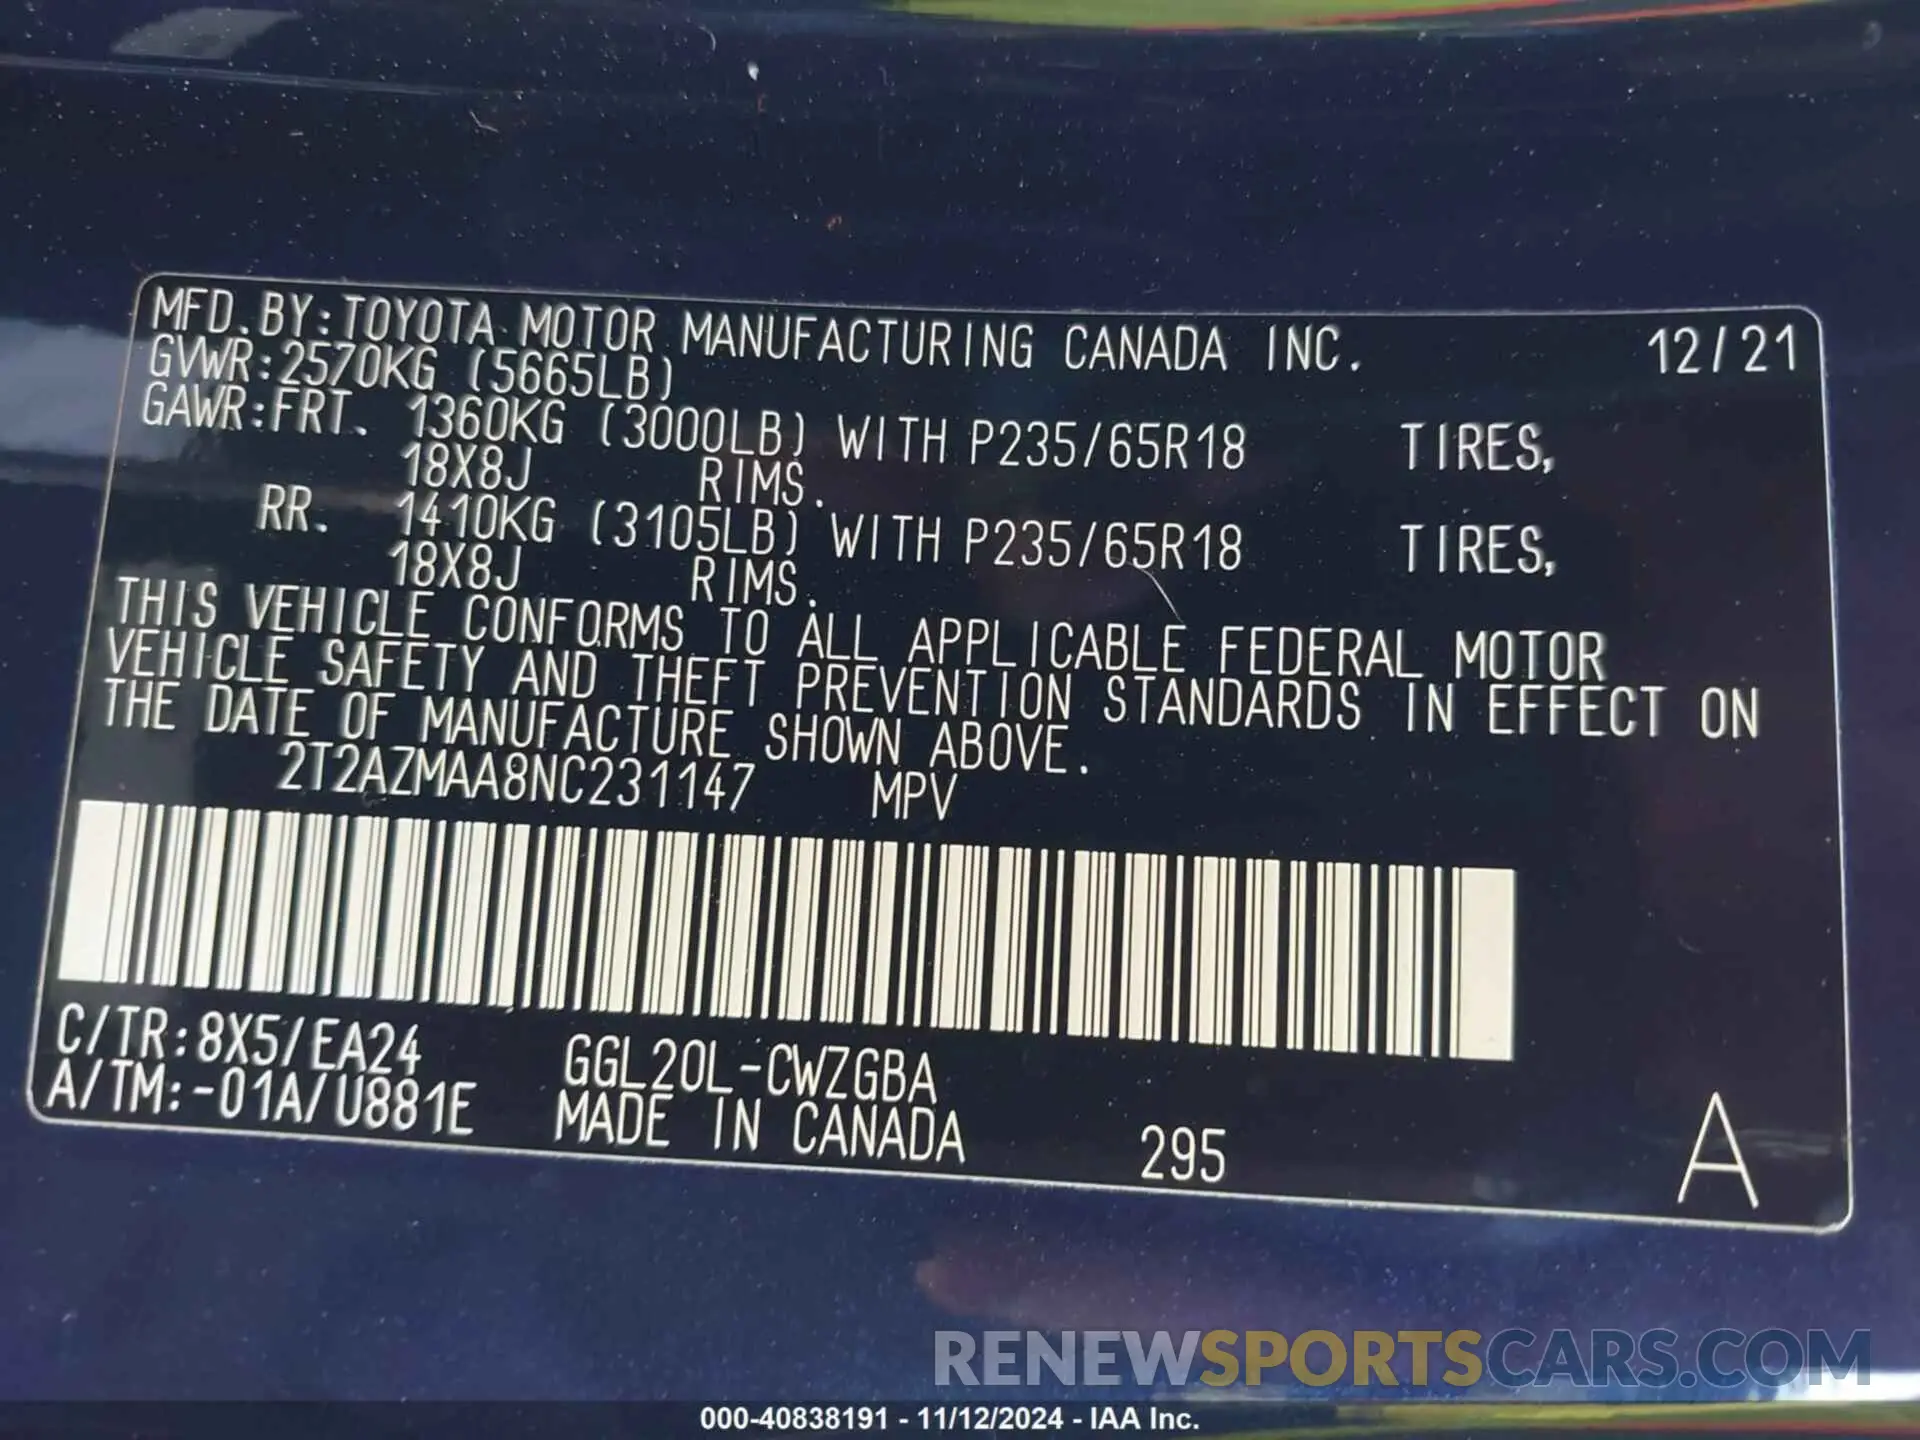 MFD. BY: TOYOTA MOTOR MANUFACTURING CANADA INC. 12/21
GVWR: 2570KG (5665LB)
GAWR: FRT. 1360KG (3000LB) WITH P235/65R18 TIRES,
18X8J RIMS.
RR. 1410KG (3105LB) WITH P235/65R18 TIRES,
18X8J RIMS.
THIS VEHICLE CONFORMS TO ALL APPLICABLE FEDERAL MOTOR
VEHICLE SAFETY AND THEFT PREVENTION STANDARDS IN EFFECT ON
THE DATE OF MANUFACTURE SHOWN ABOVE.
2T2AZMAA8NC231147 MPV
C/TR: 8X5/EA24 GGL20L-CWZGBA
A/TM: -01A/U881E MADE IN CANADA 295 A
RENEWSPORTSCARS.COM
000-40838191 - 11/12/2024 - IAA Inc.